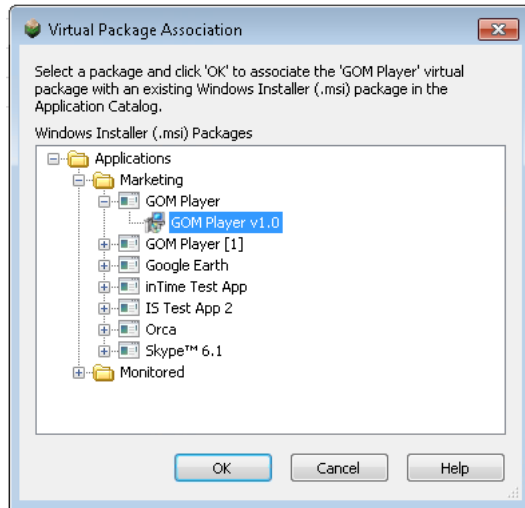 Virtual Package Association
Select a package and click 'OK' to associate the 'GOM Player' virtual
package with an existing Windows Installer (.msi) package in the
Application Catalog.
Windows Installer (.msi) Packages
Applications
Marketing
GOM Player
GOM Player v1.0
GOM Player [1]
Google Earth
inTime Test App
IS Test App 2
Orca
Skype™ 6.1
Monitored
OK Cancel Help